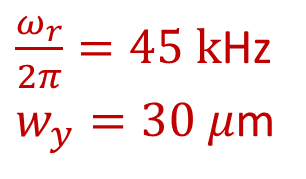 ω_r/2π = 45 kHz
w_y = 30 μm